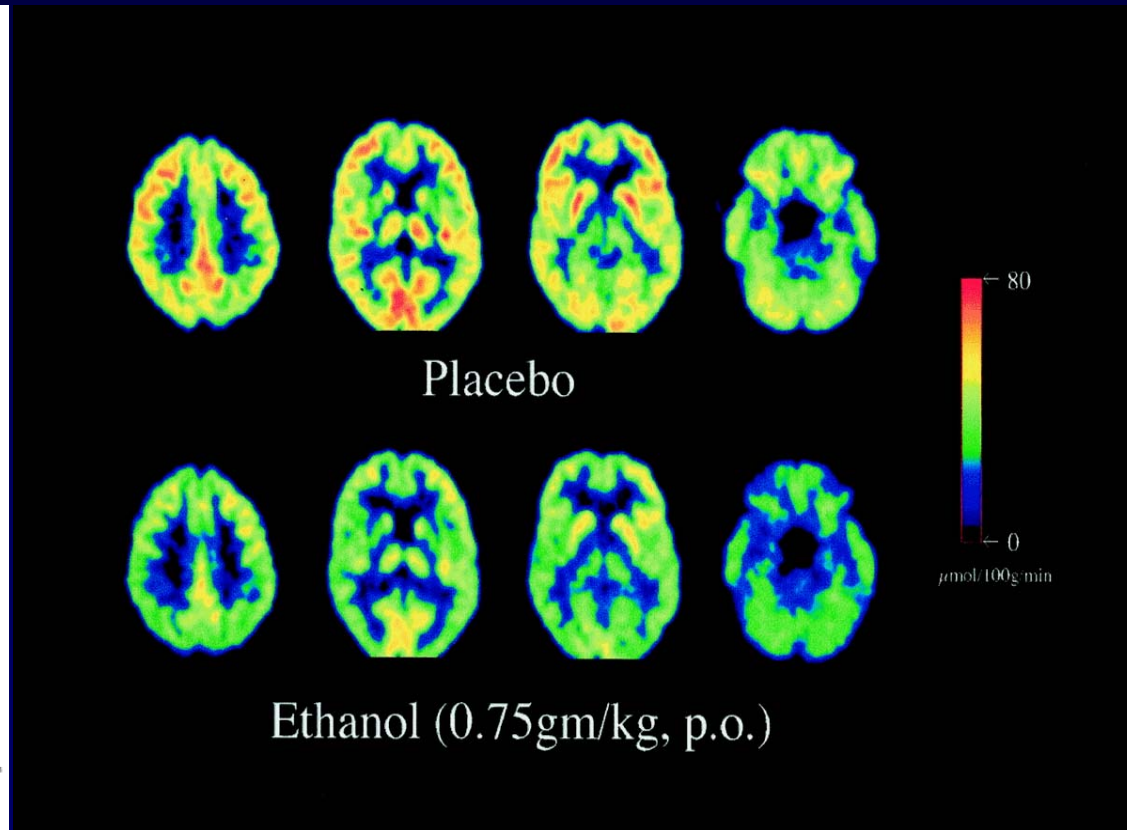 Placebo
Ethanol (0.75gm/kg, p.o.)
← 80
← 0
μmol/100g/min